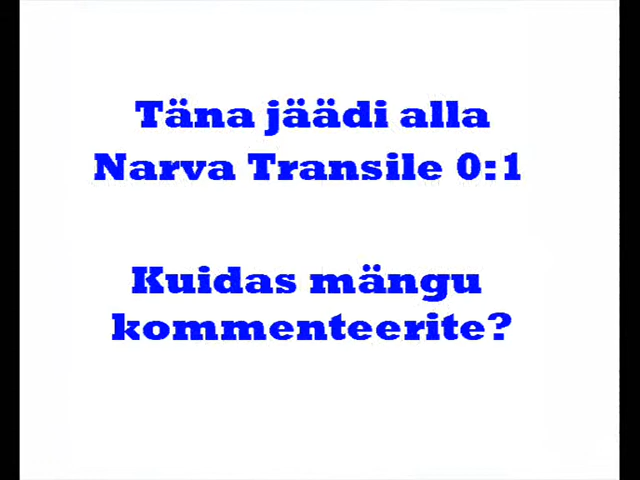 Täna jäädi alla
Narva Transile 0:1
Kuidas mängu
kommenteerite?